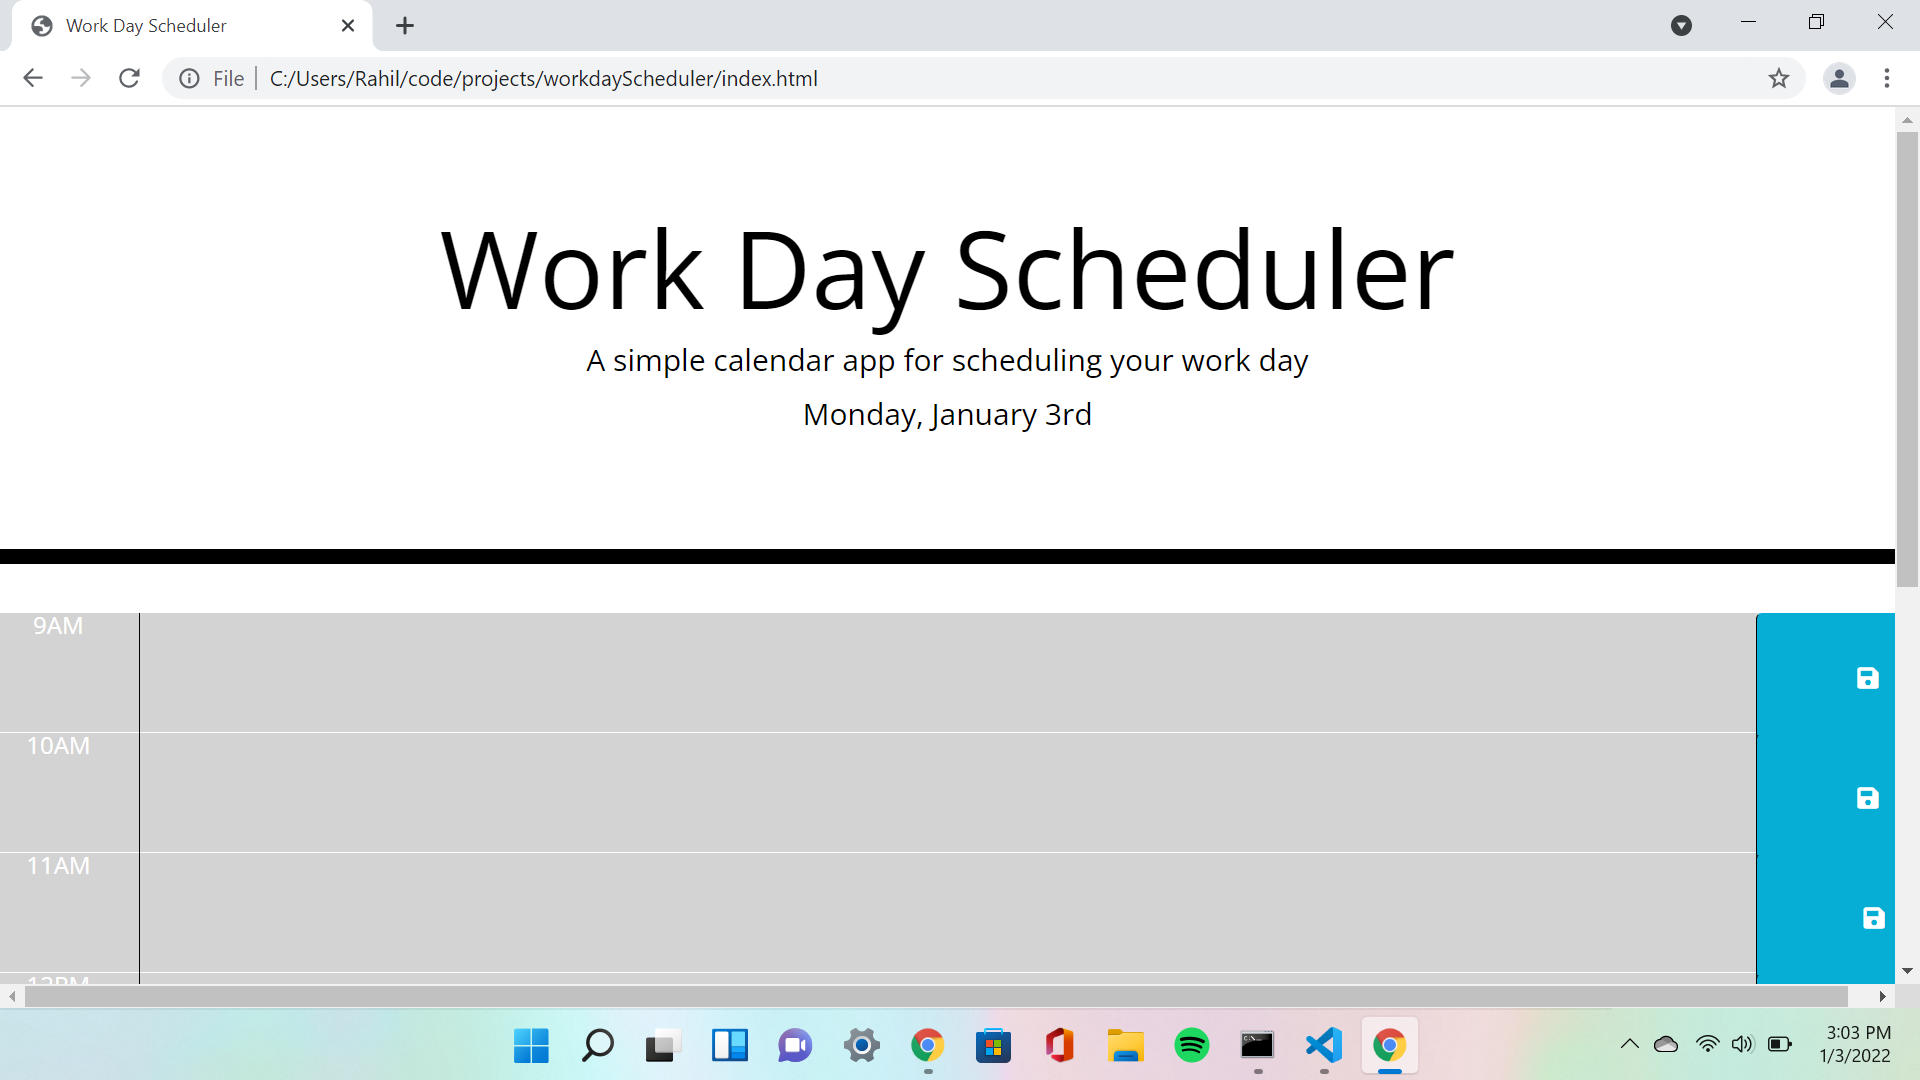 Work Day Scheduler
File
C:/Users/Rahil/code/projects/workdayScheduler/index.html
Work Day Scheduler
A simple calendar app for scheduling your work day
Monday, January 3rd
9AM
10AM
11AM
12PM
3:03 PM
1/3/2022